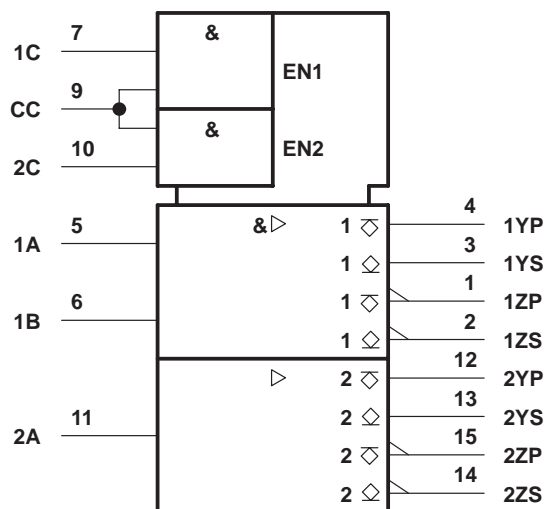 7
&
1C
EN1
9
CC
&
EN2
10
2C
4
5
& ▷
1 1YP
1A
3
1 1YS
1
6
1 1ZP
1B
2
1 1ZS
12
▷
2 2YP
13
11
2 2YS
2A
15
2 2ZP
14
2 2ZS